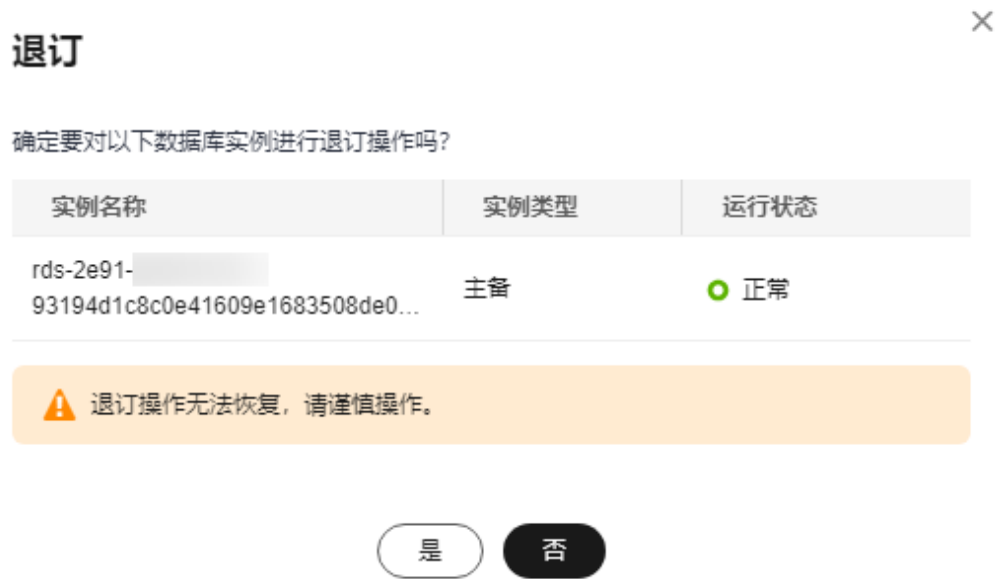 退订
确定要对以下数据库实例进行退订操作吗?
实例名称 实例类型 运行状态
rds-2e91-
93194d1c8c0e41609e1683508de0...
主备
正常
退订操作无法恢复，请谨慎操作。
是 否